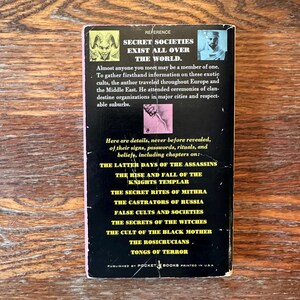 REFERENCE
SECRET SOCIETIES
EXIST ALL OVER
THE WORLD.
Almost anyone you meet may be a member of one.
To gather firsthand information on these exotic
cults, the author traveled throughout Europe and
the Middle East. He attended ceremonies of clan-
destine organizations in major cities and respect-
able suburbs.
Here are details, never before revealed,
of their signs, passwords, rituals, and
beliefs, including chapters on:
THE LATTER DAYS OF THE ASSASSINS
THE RISE AND FALL OF THE
KNIGHTS TEMPLAR
THE SECRET RITES OF MITHRA
THE CASTRATORS OF RUSSIA
FALSE CULTS AND SOCIETIES
THE SECRETS OF THE WITCHES
THE CULT OF THE BLACK MOTHER
THE ROSICRUCIANS
TONGS OF TERROR
PUBLISHED BY POCKET BOOKS PRINTED IN U.S.A.